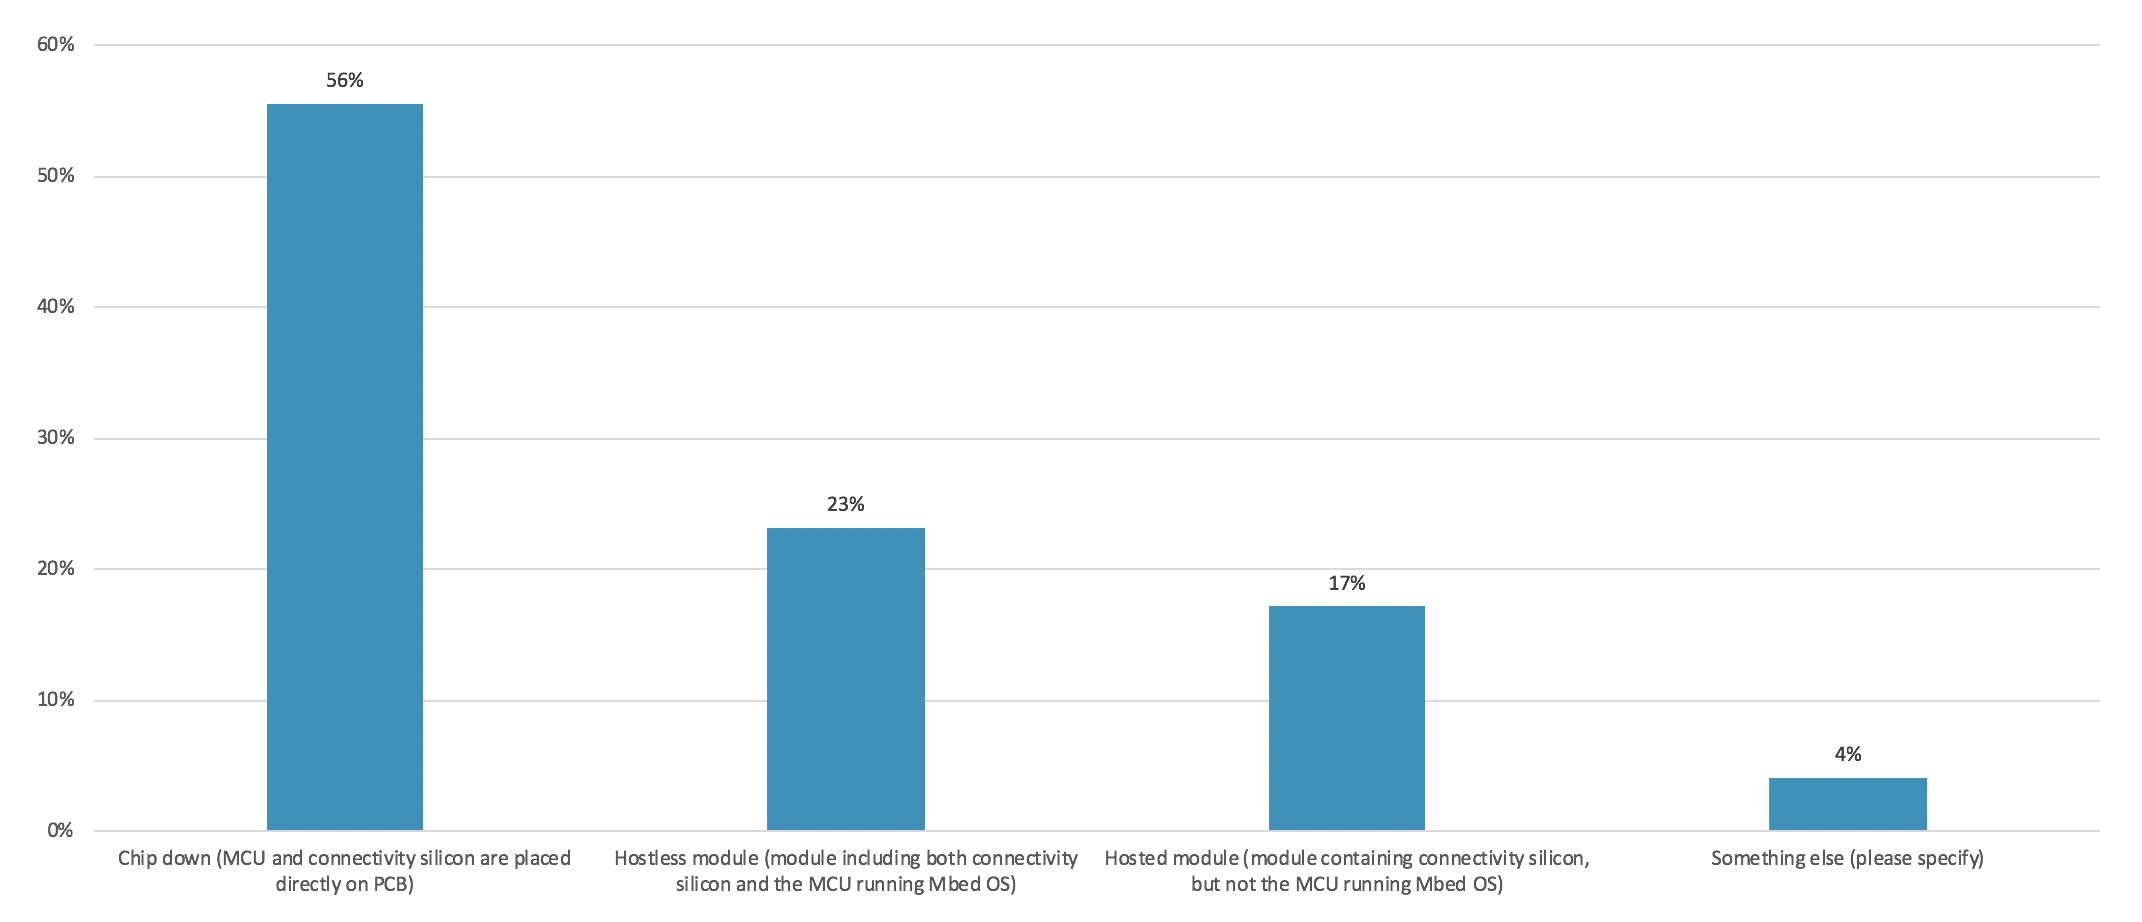 60%
56%
50%
40%
30%
23%
20%
17%
10%
4%
0%
Chip down (MCU and connectivity silicon are placed
directly on PCB)
Hostless module (module including both connectivity
silicon and the MCU running Mbed OS)
Hosted module (module containing connectivity silicon,
but not the MCU running Mbed OS)
Something else (please specify)